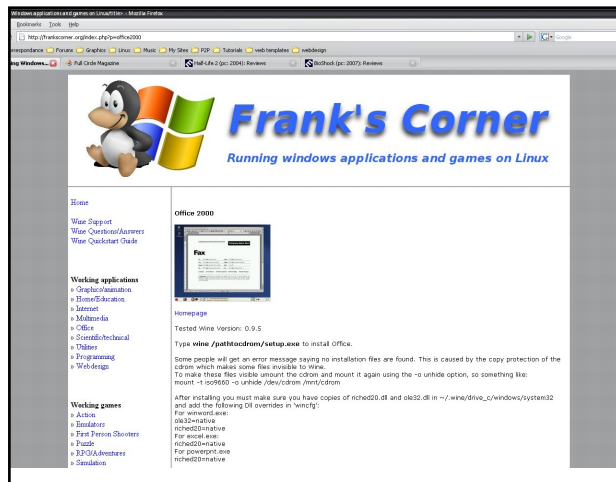 Windows applications and games on Linux/title> - Mozilla Firefox
Bookmarks Tools Help
http://frankscorner.org/index.php?p=office2000
Google
Forums Graphics Linux Music My Sites P2P Tutorials web templates webdesign
ing Windows... Full Circle Magazine Half-Life 2 (pc: 2004): Reviews BioShock (pc: 2007): Reviews
Frank's Corner
Running windows applications and games on Linux
Home
Wine Support
Wine Questions/Answers
Wine Quickstart Guide
Working applications
» Graphics/animation
» Home/Education
» Internet
» Multimedia
» Office
» Scientific/technical
» Utilities
» Programming
» Webdesign
Working games
» Action
» Emulators
» First Person Shooters
» Puzzle
» RPG/Adventures
» Simulation
Office 2000
Fax
Homepage
Tested Wine Version: 0.9.5
Type wine /pathtocdrom/setup.exe to install Office.
Some people will get an error message saying no installation files are found. This is caused by the copy protection of the
cdrom which makes some files invisible to Wine.
To make these files visible umount the cdrom and mount it again using the -o unhide option, so something like:
mount -t iso9660 -o unhide /dev/cdrom /mnt/cdrom
After installing you must make sure you have copies of riched20.dll and ole32.dll in ~/.wine/drive_c/windows/system32
and add the following Dll overrides in 'wincfg':
For winword.exe:
ole32=native
riched20=native
For excel.exe:
riched20=native
For powerpnt.exe
riched20=native